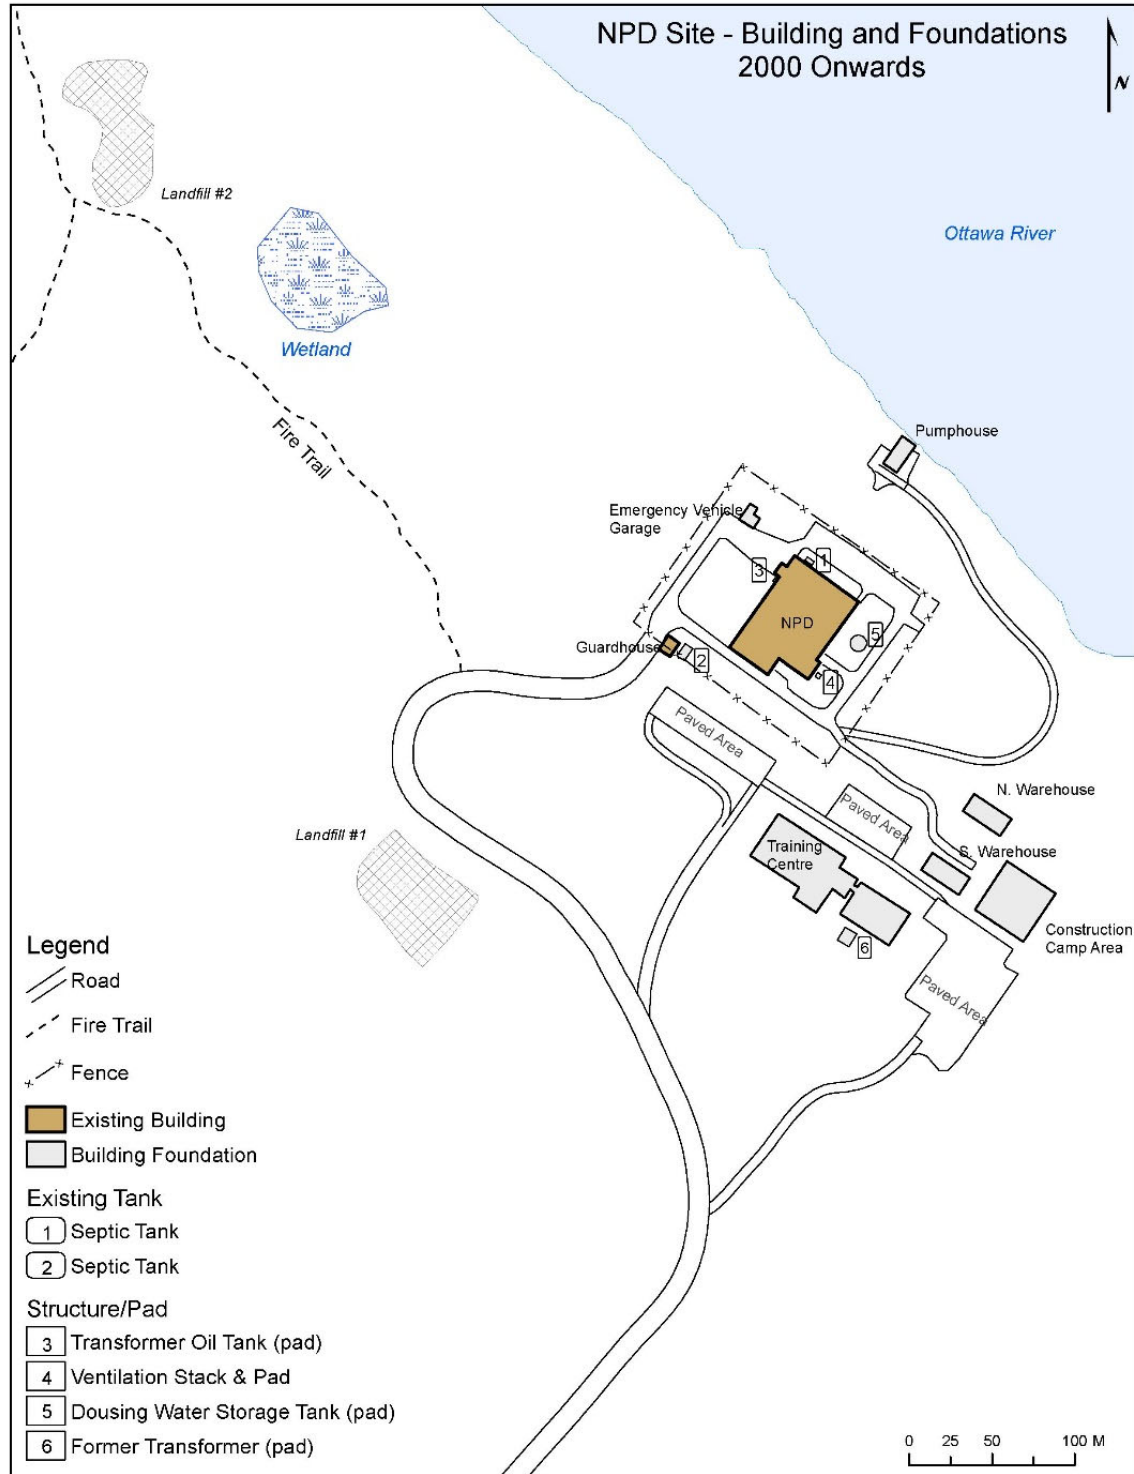 NPD Site - Building and Foundations
2000 Onwards
N
Landfill #2
Ottawa River
Wetland
Fire Trail
Pumphouse
Emergency Vehicle
Garage
1
3
NPD
5
Guardhouse
2
4
Paved Area
N. Warehouse
Paved Area
Landfill #1
Training
Centre
S. Warehouse
6
Construction
Camp Area
Paved Area
Legend
Road
Fire Trail
Fence
Existing Building
Building Foundation
Existing Tank
1 Septic Tank
2 Septic Tank
Structure/Pad
3 Transformer Oil Tank (pad)
4 Ventilation Stack & Pad
5 Dousing Water Storage Tank (pad)
6 Former Transformer (pad)
0 25 50 100 M